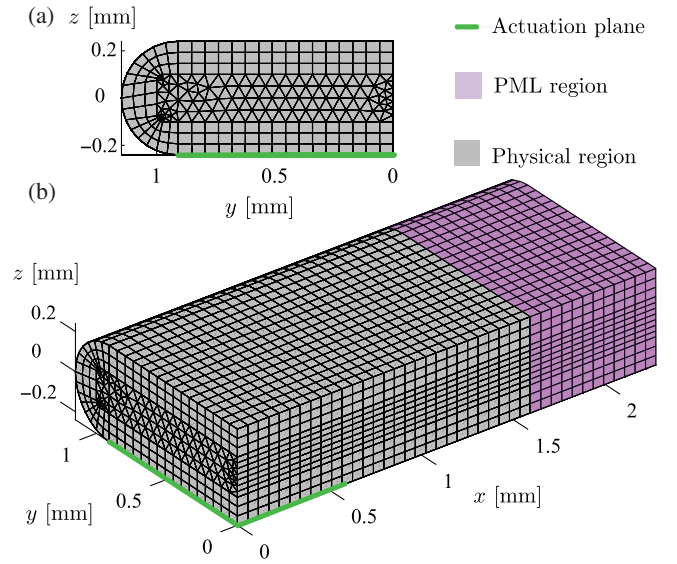 (a) z [mm]
0.2
0
−0.2
1 0.5 0
y [mm]
Actuation plane
PML region
Physical region
(b)
z [mm]
0.2
0
−0.2
1
0.5
0
y [mm]
0
0.5
1
1.5
2
x [mm]